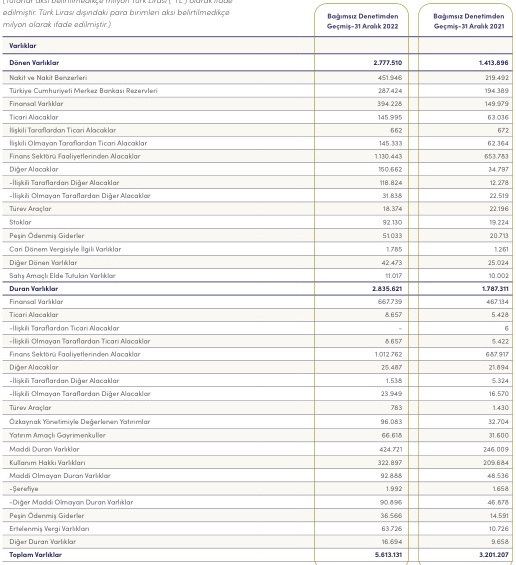 (Tutarlar aksi belirtilmedikçe milyon Türk Lirası ("TL") olarak ifade
edilmiştir. Türk Lirası dışındaki para birimleri aksi belirtilmedikçe
milyon olarak ifade edilmiştir.)
Bağımsız Denetimden Geçmiş-31 Aralık 2022 Bağımsız Denetimden Geçmiş-31 Aralık 2021
Varlıklar
Dönen Varlıklar 2.777.510 1.413.896
Nakit ve Nakit Benzerleri 451.946 219.492
Türkiye Cumhuriyeti Merkez Bankası Rezervleri 287.424 194.389
Finansal Varlıklar 394.228 149.979
Ticari Alacaklar 145.995 63.036
İlişkili Taraflardan Ticari Alacaklar 662 672
İlişkili Olmayan Taraflardan Ticari Alacaklar 145.333 62.364
Finans Sektörü Faaliyetlerinden Alacaklar 1.130.443 653.783
Diğer Alacaklar 150.662 34.797
-İlişkili Taraflardan Diğer Alacaklar 118.824 12.278
-İlişkili Olmayan Taraflardan Diğer Alacaklar 31.838 22.519
Türev Araçlar 18.374 22.196
Stoklar 92.130 19.224
Peşin Ödenmiş Giderler 51.033 20.713
Cari Dönem Vergisiyle İlgili Varlıklar 1.785 1.261
Diğer Dönen Varlıklar 42.473 25.024
Satış Amaçlı Elde Tutulan Varlıklar 11.017 10.002
Duran Varlıklar 2.835.621 1.787.311
Finansal Varlıklar 667.739 467.134
Ticari Alacaklar 8.657 5.428
-İlişkili Taraflardan Ticari Alacaklar - 6
-İlişkili Olmayan Taraflardan Ticari Alacaklar 8.657 5.422
Finans Sektörü Faaliyetlerinden Alacaklar 1.012.762 687.917
Diğer Alacaklar 25.487 21.894
-İlişkili Taraflardan Diğer Alacaklar 1.538 5.324
-İlişkili Olmayan Taraflardan Diğer Alacaklar 23.949 16.570
Türev Araçlar 783 1.430
Özkaynak Yönetimiyle Değerlenen Yatırımlar 96.083 32.704
Yatırım Amaçlı Gayrimenkuller 66.618 31.600
Maddi Duran Varlıklar 424.721 246.009
Kullanım Hakkı Varlıkları 322.897 209.684
Maddi Olmayan Duran Varlıklar 92.888 48.536
-Şerefiye 1.992 1.658
-Diğer Maddi Olmayan Duran Varlıklar 90.896 46.878
Peşin Ödenmiş Giderler 36.566 14.591
Ertelenmiş Vergi Varlıkları 63.726 10.726
Diğer Duran Varlıklar 16.694 9.658
Toplam Varlıklar 5.613.131 3.201.207